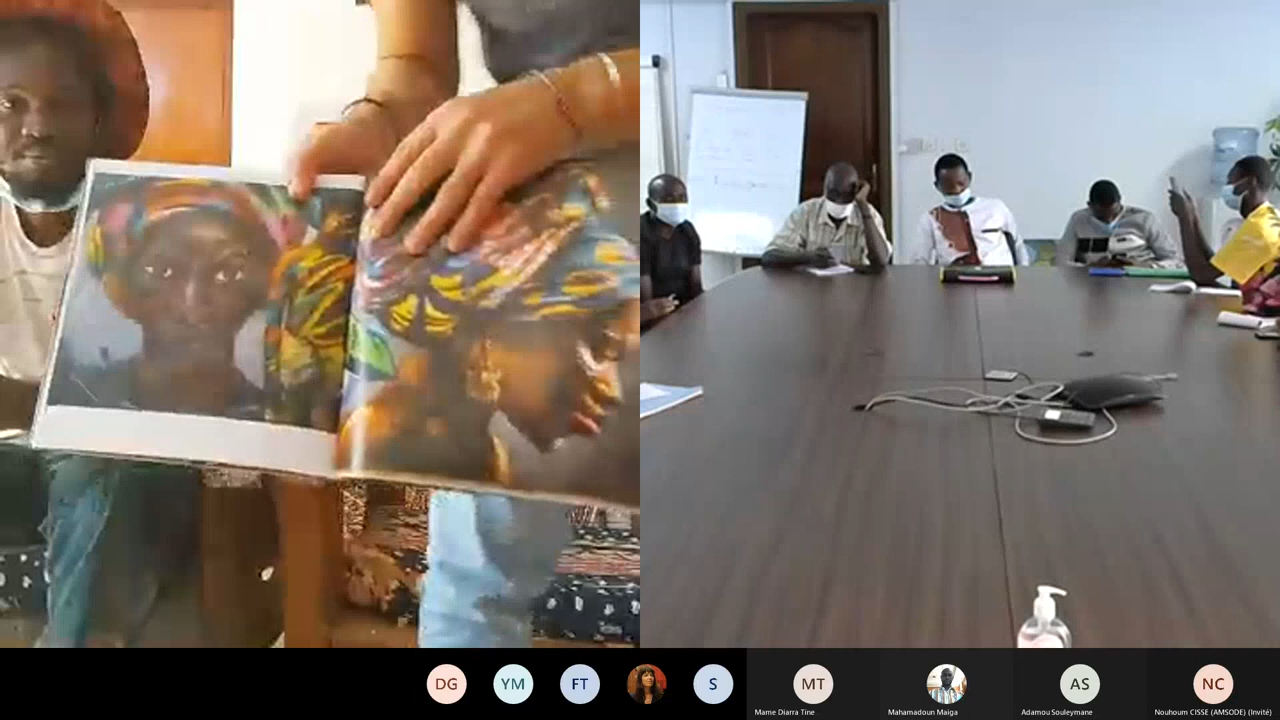 DG
YM
FT
S
MT
AS
NC
Mame Diarra Tine
Mahamadoun Maiga
Adamou Souleymane
Nouhoum CISSE (AMSODE) (Invité)